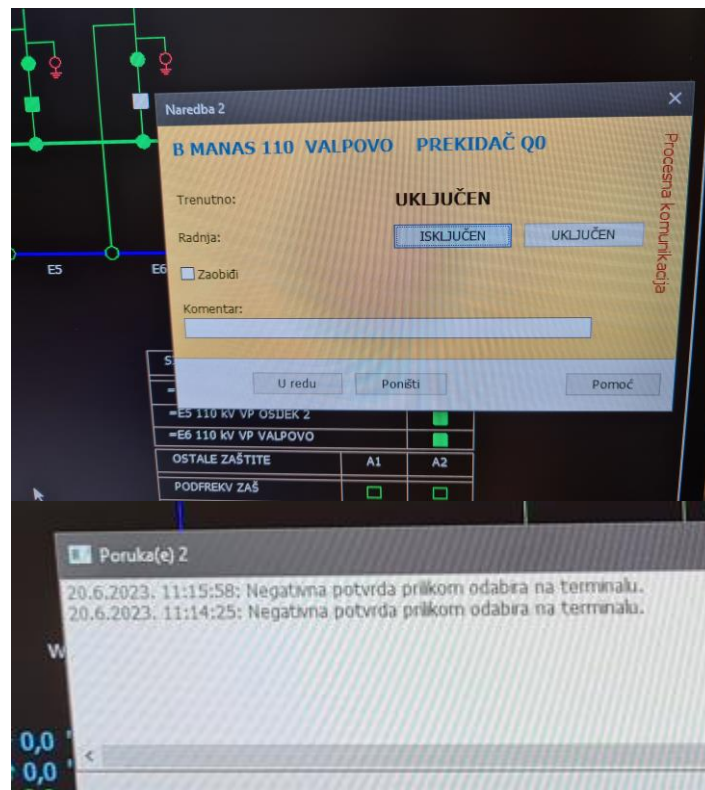 Naredba 2
B MANAS 110 VALPOVO PREKIDAČ Q0
Procesna komunikacija
Trenutno: UKLJUČEN
Radnja: ISKLJUČEN UKLJUČEN
Zaobiđi
Komentar:
U redu Poništi Pomoć
E5 E6
=E5 110 kV VP OSIJEK 2
=E6 110 kV VP VALPOVO
OSTALE ZAŠTITE A1 A2
PODFREKV ZAŠ
Poruka(e) 2
20.6.2023. 11:15:58: Negativna potvrda prilikom odabira na terminalu.
20.6.2023. 11:14:25: Negativna potvrda prilikom odabira na terminalu.
W
0,0
0,0